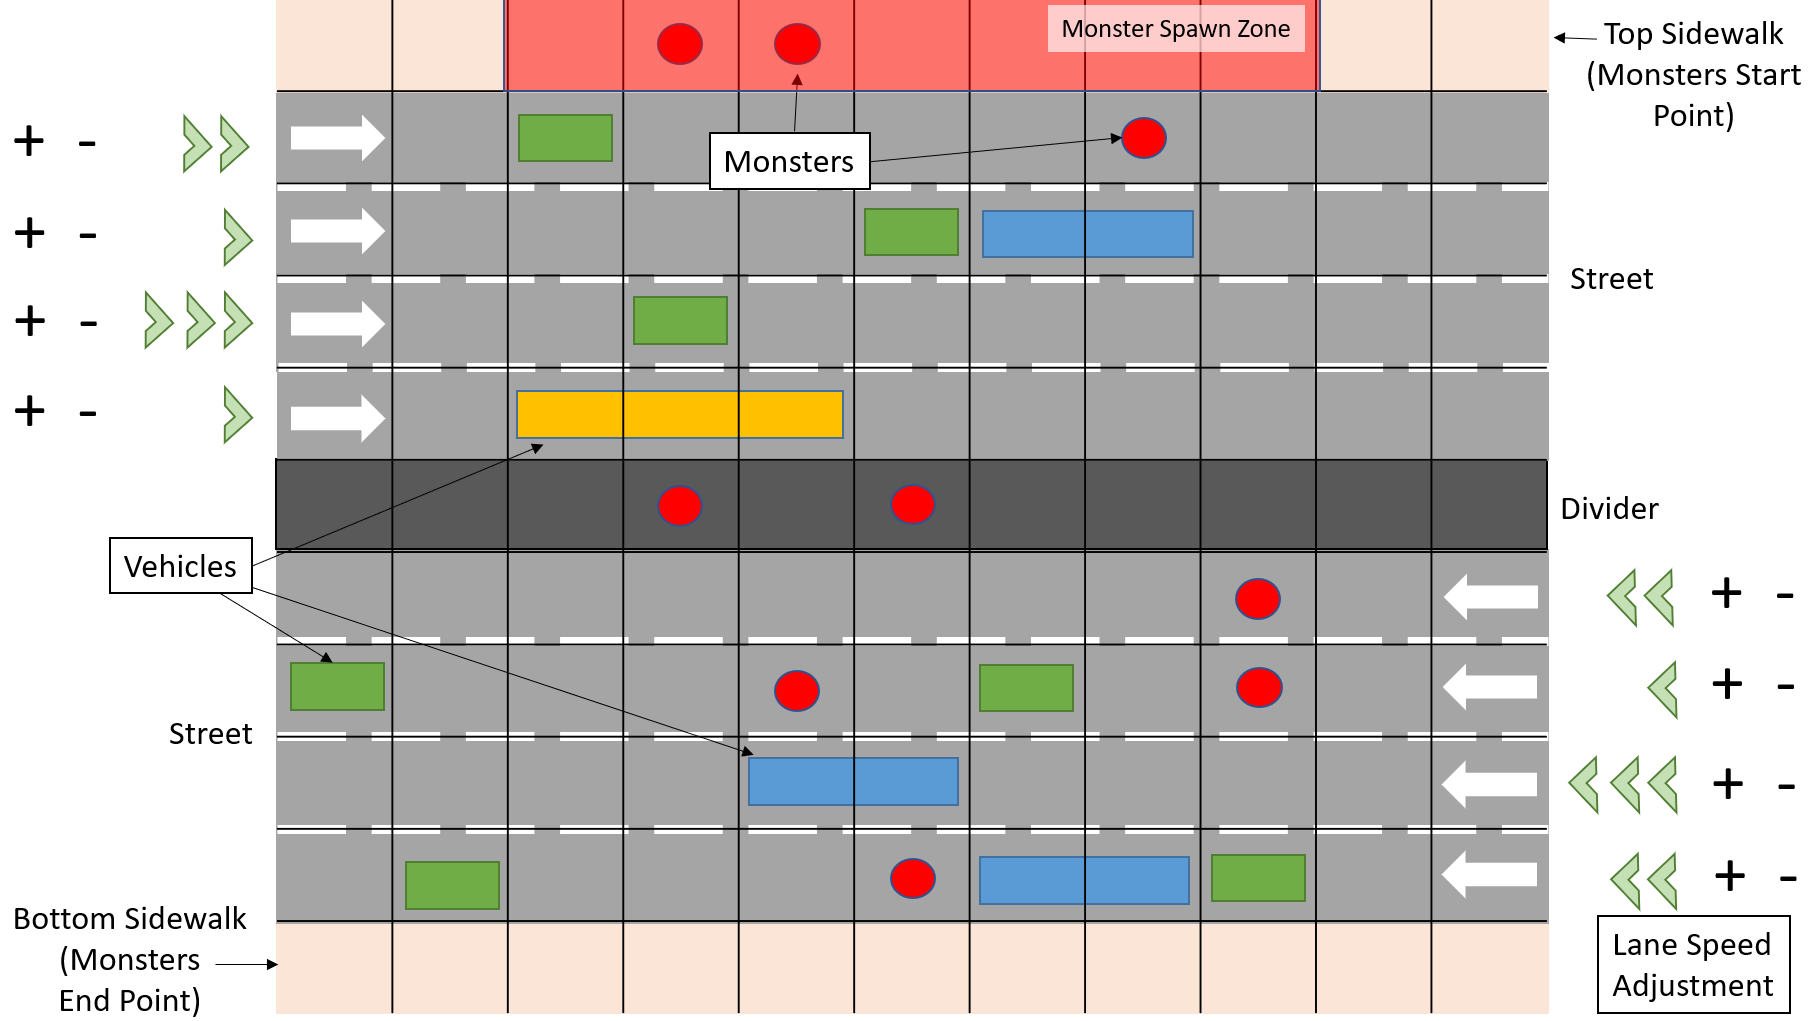 Monster Spawn Zone
Top Sidewalk
(Monsters Start
Point)
+ -
Monsters
+ -
Street
+ -
+ -
Divider
Vehicles
+ -
+ -
Street
+ -
+ -
Bottom Sidewalk
(Monsters
End Point)
Lane Speed
Adjustment